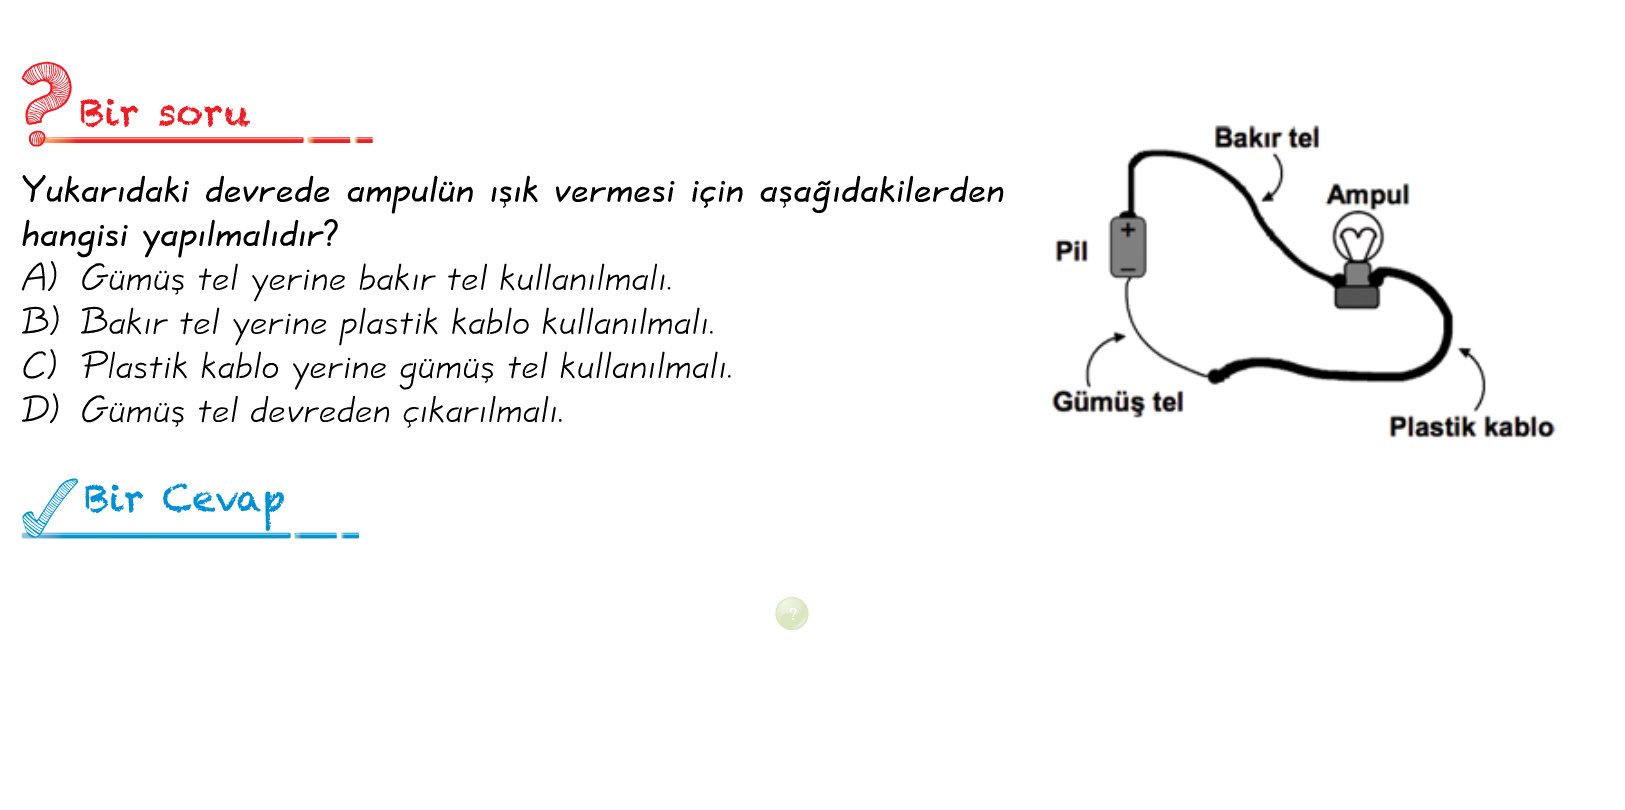 Bir soru
Yukarıdaki devrede ampulün ışık vermesi için aşağıdakilerden
hangisi yapılmalıdır?
A) Gümüş tel yerine bakır tel kullanılmalı.
B) Bakır tel yerine plastik kablo kullanılmalı.
C) Plastik kablo yerine gümüş tel kullanılmalı.
D) Gümüş tel devreden çıkarılmalı.
Bakır tel
Ampul
Pil
+
–
Gümüş tel
Plastik kablo
Bir Cevap
?